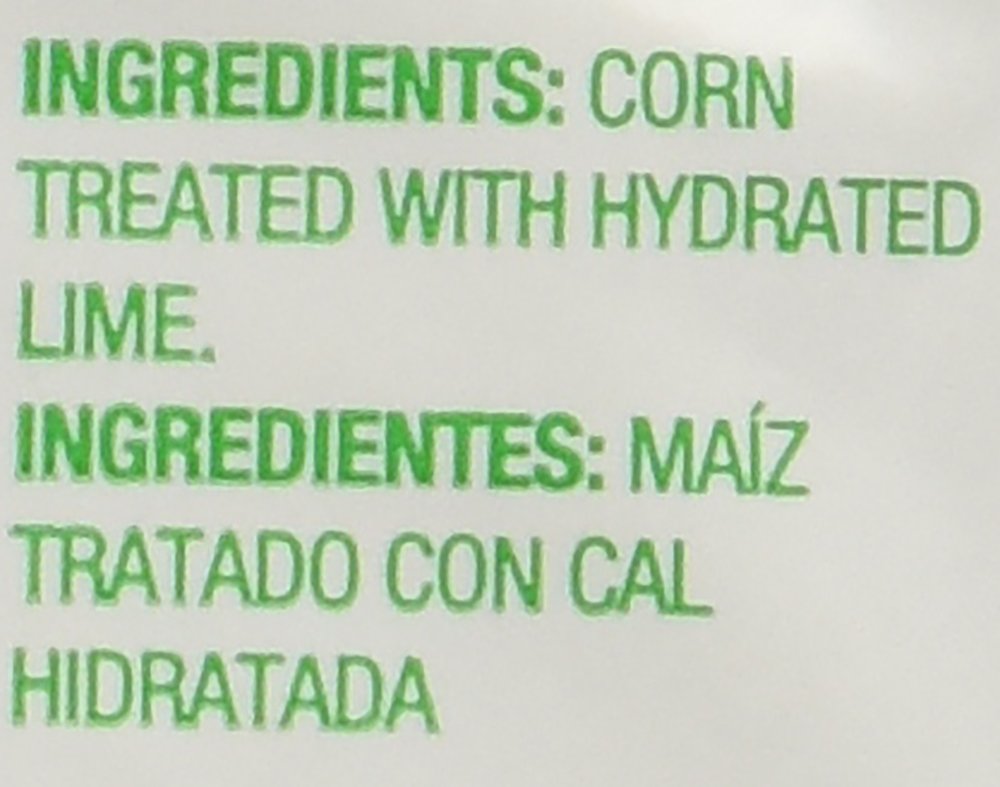 INGREDIENTS: CORN
TREATED WITH HYDRATED
LIME.
INGREDIENTES: MAÍZ
TRATADO CON CAL
HIDRATADA